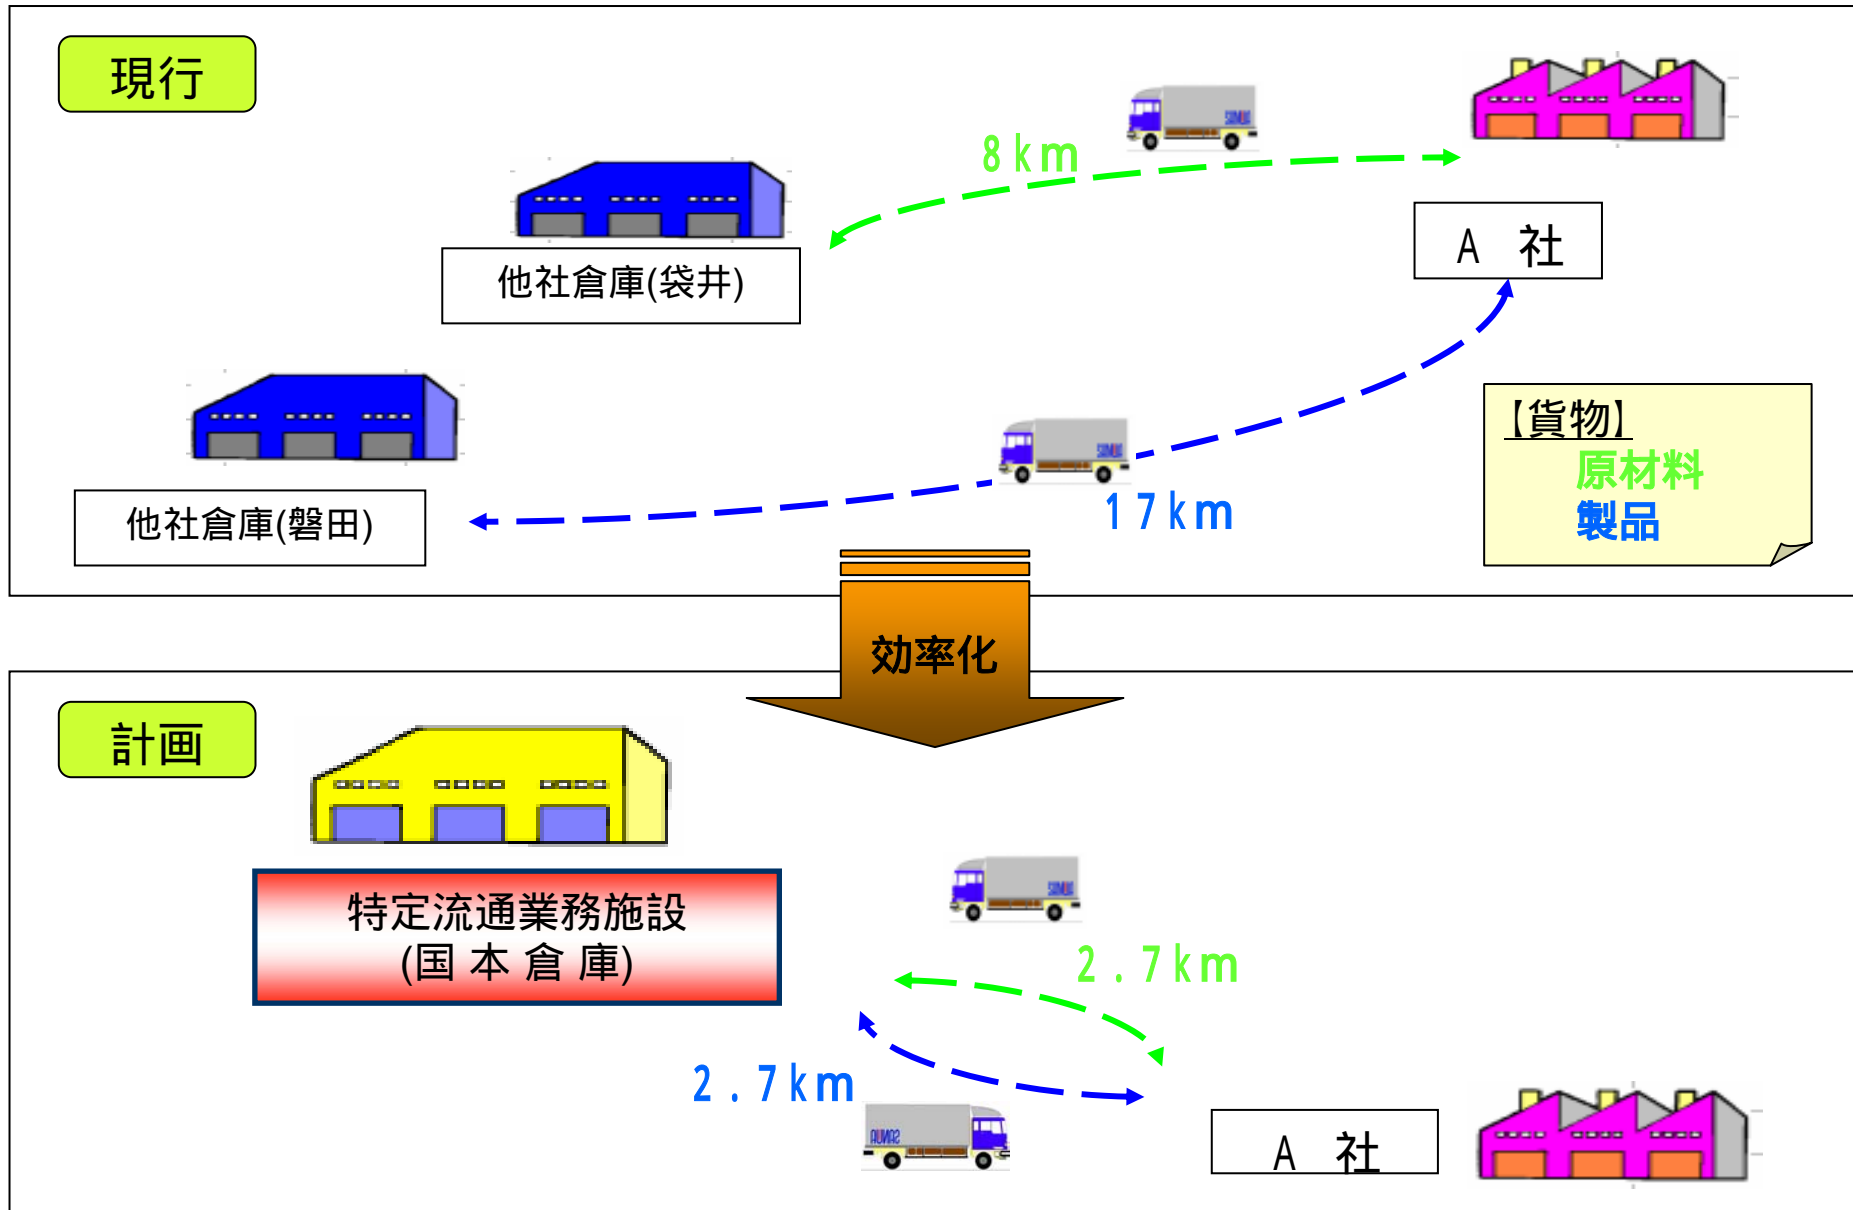 現行
8km
A 社
他社倉庫(袋井)
他社倉庫(磐田)
17km
【貨物】
原材料
製品
効率化
計画
特定流通業務施設
(国本倉庫)
2.7km
2.7km
A 社